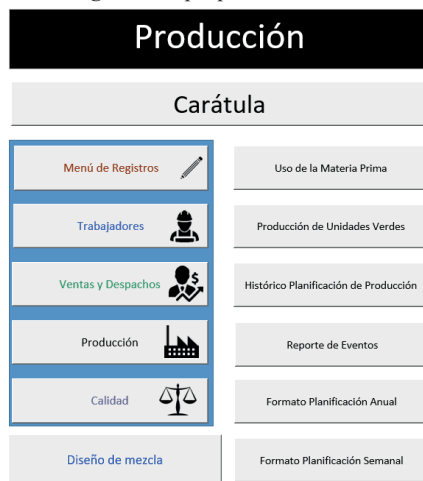 Producción
Carátula
Menú de Registros
Trabajadores
Ventas y Despachos
$
Producción
Calidad
Diseño de mezcla
Uso de la Materia Prima
Producción de Unidades Verdes
Histórico Planificación de Producción
Reporte de Eventos
Formato Planificación Anual
Formato Planificación Semanal